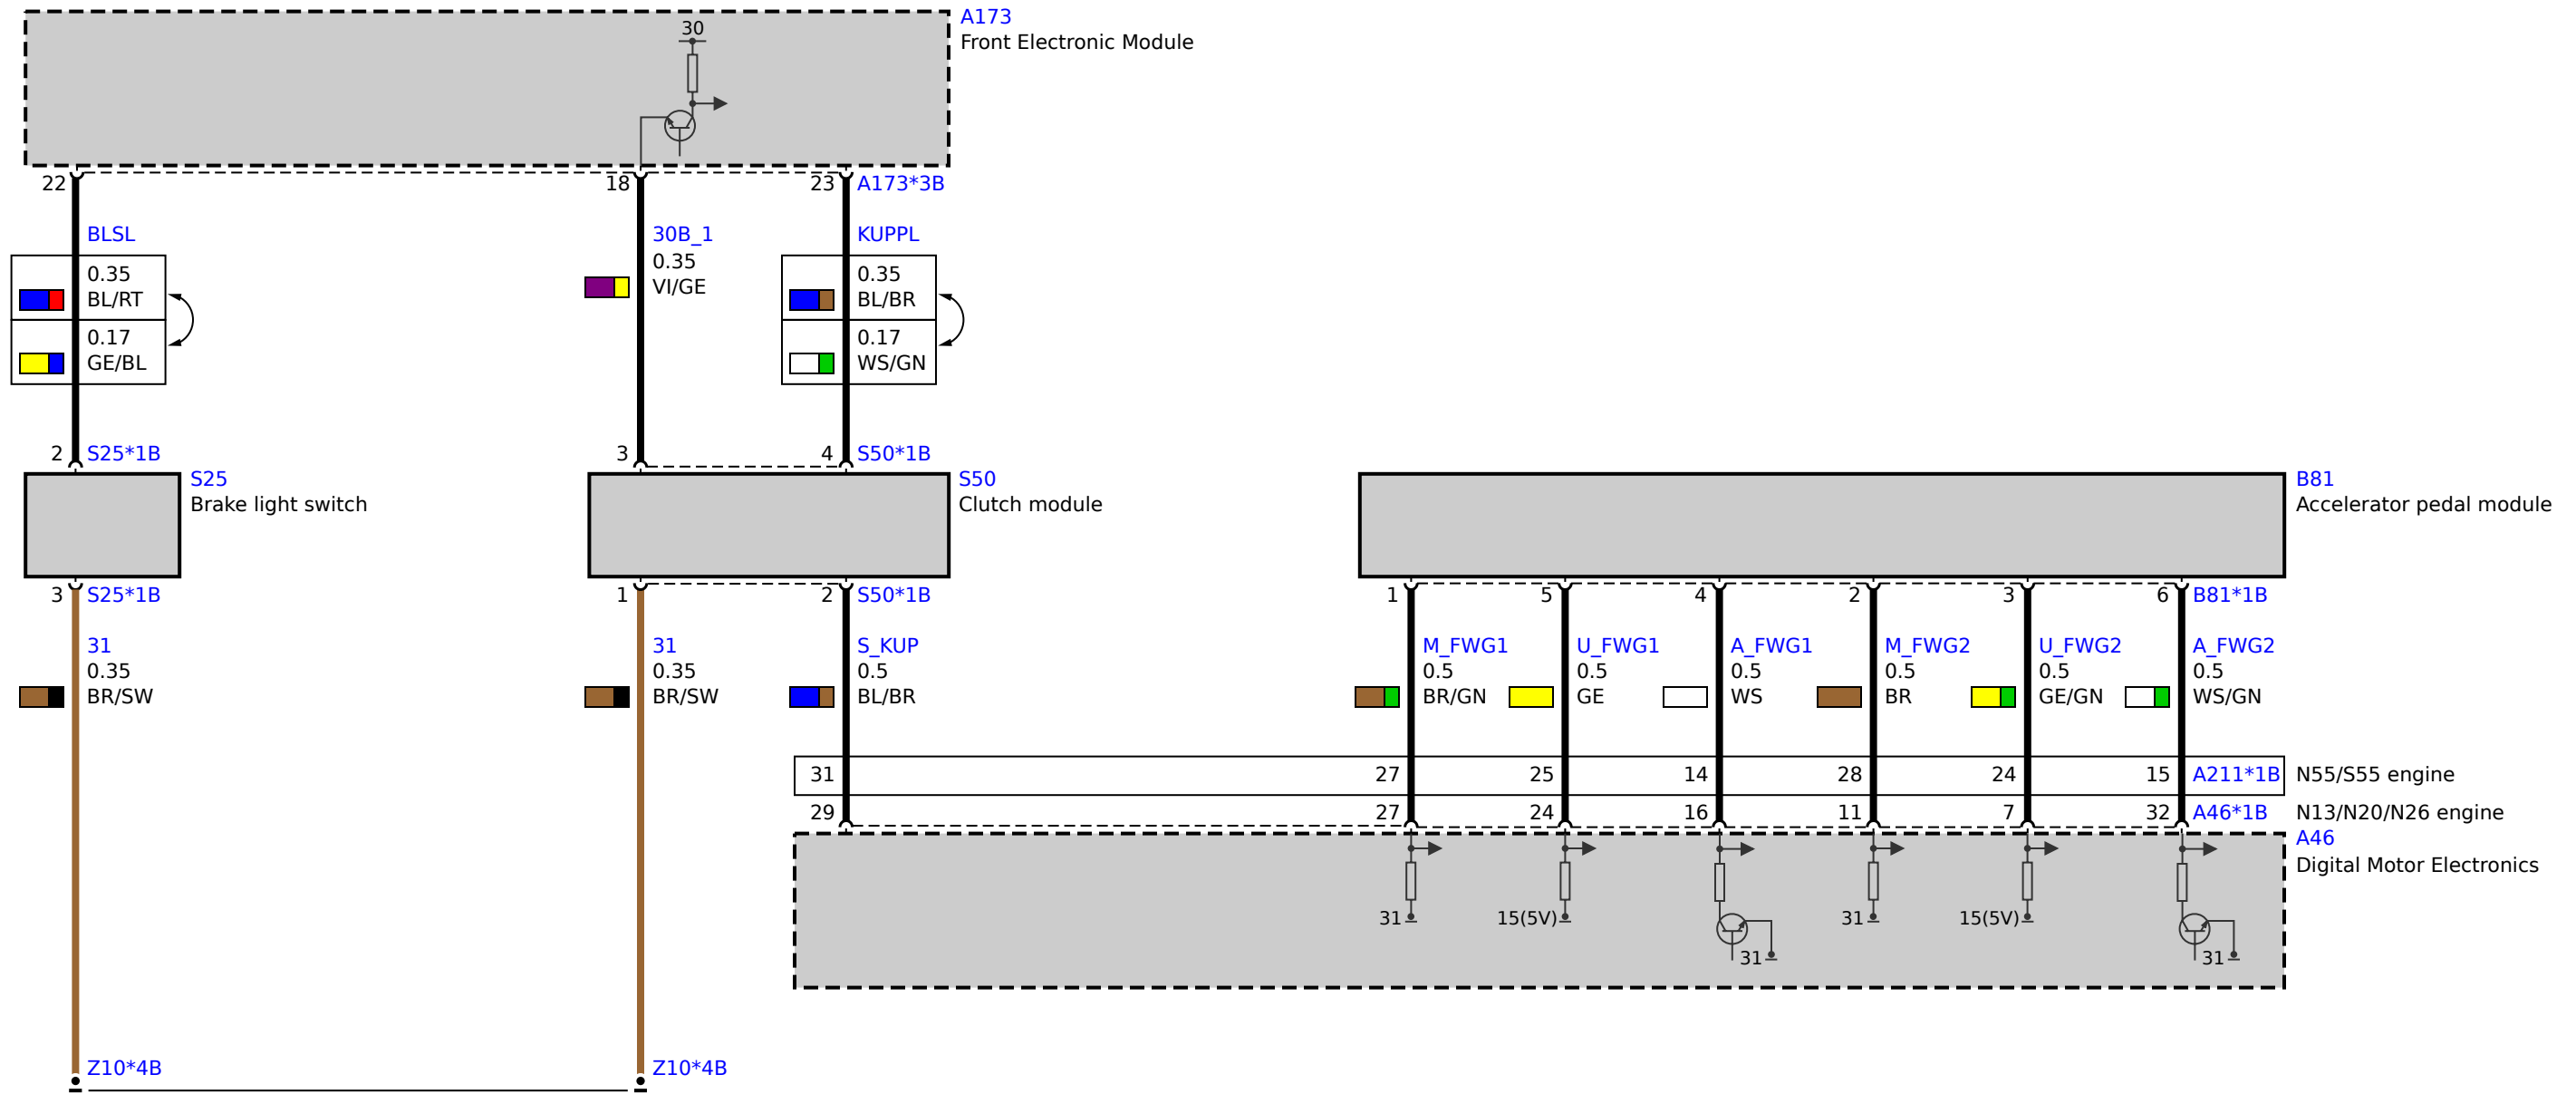 A173
Front Electronic Module
30
22
18
23
A173*3B
BLSL
0.35
BL/RT
0.17
GE/BL
30B_1
0.35
VI/GE
KUPPL
0.35
BL/BR
0.17
WS/GN
2
S25*1B
3
4
S50*1B
S25
Brake light switch
S50
Clutch module
B81
Accelerator pedal module
3
S25*1B
1
2
S50*1B
1
5
4
2
3
6
B81*1B
31
0.35
BR/SW
31
0.35
BR/SW
S_KUP
0.5
BL/BR
M_FWG1
0.5
BR/GN
U_FWG1
0.5
GE
A_FWG1
0.5
WS
M_FWG2
0.5
BR
U_FWG2
0.5
GE/GN
A_FWG2
0.5
WS/GN
31
27
25
14
28
24
15
A211*1B
N55/S55 engine
29
27
24
16
11
7
32
A46*1B
N13/N20/N26 engine
A46
Digital Motor Electronics
31
15(5V)
31
31
15(5V)
31
Z10*4B
Z10*4B